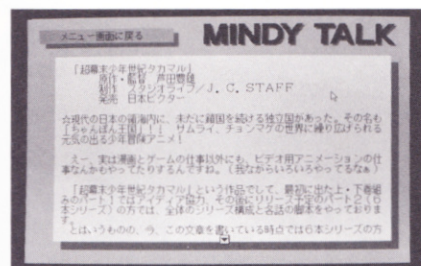 メニュー画面に戻る
MINDY TALK
「超幕末少年世紀タカマル」
原作・監督 芦田豊雄
制作 スタジオライブ/J. C. STAFF
発売 日本ビクター
☆現代の日本の領海内に、未だに鎖国を続ける独立国があった。その名も
「ちゃんばら王国」!! サムライ、チョンマゲの世界に繰り広げられる
元気の出る少年冒険アニメ!
えー、実は漫画とゲームの仕事以外にも、ビデオ用アニメーションの仕
事なんかもやってたりするんですね。(我ながらいろいろやってるなぁ)
「超幕末少年世紀タカマル」という作品でして、最初に出た上・下巻組
みのパート1ではアイディア協力、その後にリリース予定のパート2(6
本シリーズ)の方では、全体のシリーズ構成と各話の脚本をやっておりま
す。
とはいうものの、今、この文章を書いている時点では6本シリーズの方